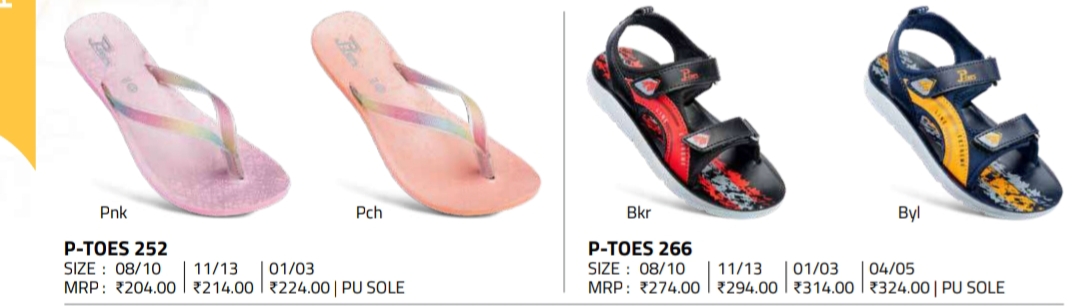 Pnk
Pch
P-TOES 252
SIZE : 08/10 | 11/13 | 01/03
MRP : ₹204.00 | ₹214.00 | ₹224.00 | PU SOLE
Bkr
Byl
P-TOES 266
SIZE : 08/10 | 11/13 | 01/03 | 04/05
MRP : ₹274.00 | ₹294.00 | ₹314.00 | ₹324.00 | PU SOLE